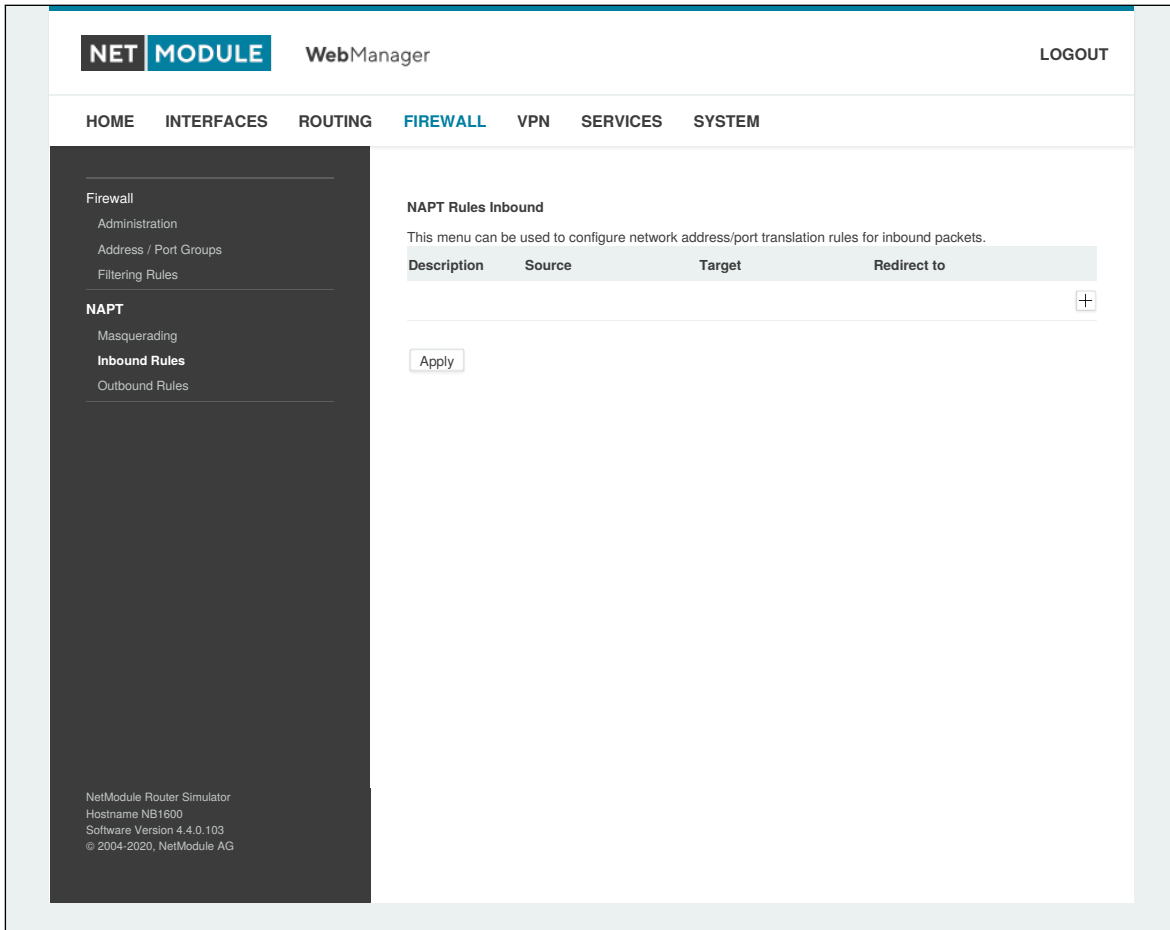 NET MODULE WebManager LOGOUT
HOME INTERFACES ROUTING FIREWALL VPN SERVICES SYSTEM
Firewall
Administration
Address / Port Groups
Filtering Rules
NAPT
Masquerading
Inbound Rules
Outbound Rules
NetModule Router Simulator
Hostname NB1600
Software Version 4.4.0.103
© 2004-2020, NetModule AG
NAPT Rules Inbound
This menu can be used to configure network address/port translation rules for inbound packets.
Description Source Target Redirect to
Apply